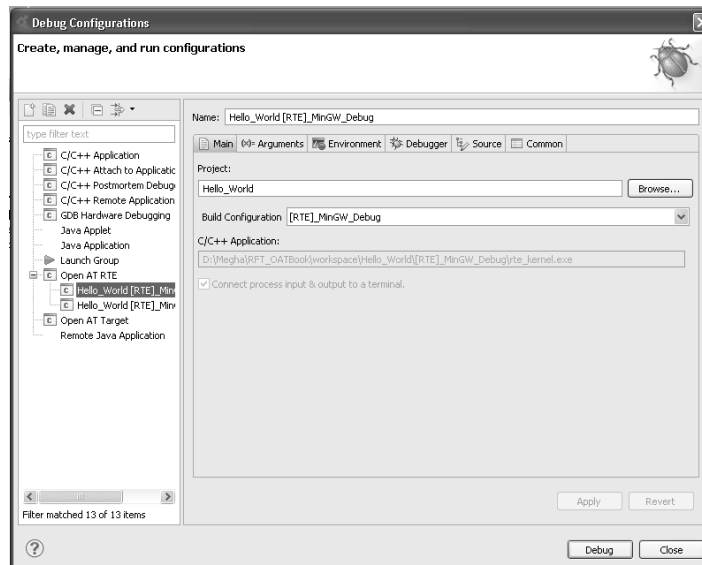 Debug Configurations
Create, manage, and run configurations
type filter text
C/C++ Application
C/C++ Attach to Applicatic
C/C++ Postmortem Debug
C/C++ Remote Application
GDB Hardware Debugging
Java Applet
Java Application
Launch Group
Open AT RTE
Hello_World [RTE]_Min
Hello_World [RTE]_Min
Open AT Target
Remote Java Application
Filter matched 13 of 13 items
Name: Hello_World [RTE]_MinGW_Debug
Main (x)= Arguments Environment Debugger Source Common
Project:
Hello_World Browse...
Build Configuration [RTE]_MinGW_Debug
C/C++ Application:
D:\Megha\RFT_OATBook\workspace\Hello_World\[RTE]_MinGW_Debug\rte_kernel.exe
Connect process input & output to a terminal.
Apply Revert
Debug Close